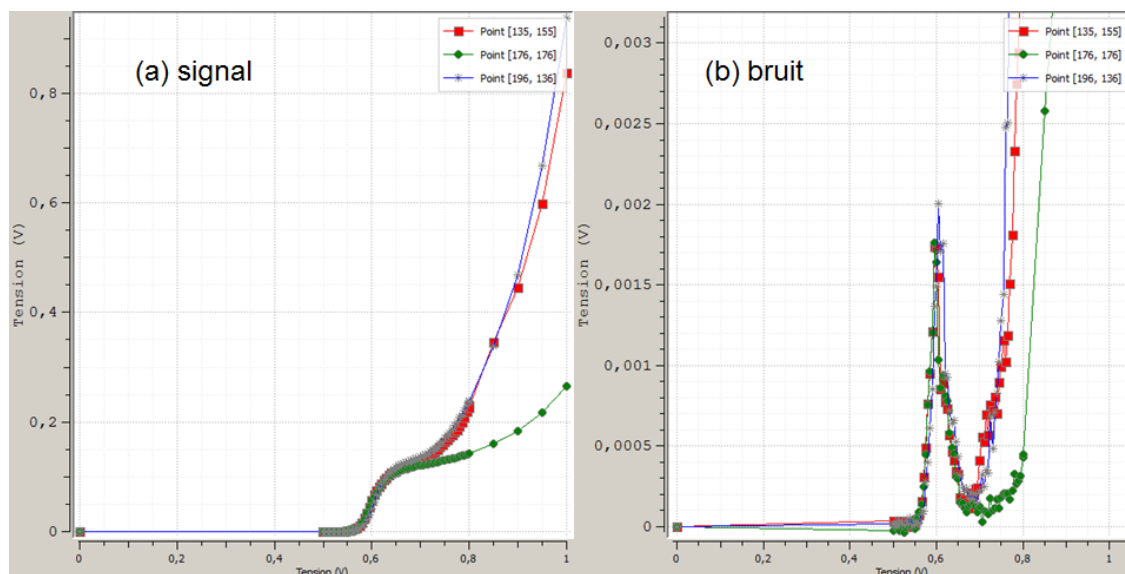 (a) signal
Point [135, 155]
Point [176, 176]
Point [196, 136]
0,8
0,6
0,4
0,2
0
Tension (V)
0
0,2
0,4
0,6
0,8
1
Tension (V)
(b) bruit
Point [135, 155]
Point [176, 176]
Point [196, 136]
0,003
0,0025
0,002
0,0015
0,001
0,0005
0
Tension (V)
0
0,2
0,4
0,6
0,8
1
Tension (V)